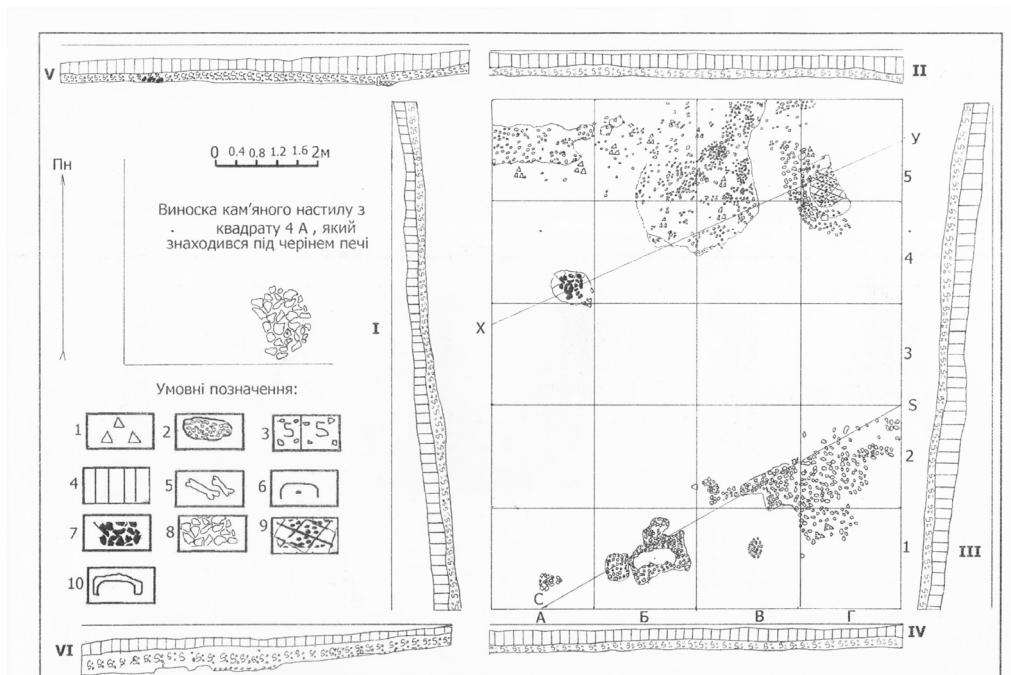 V
II
Пн
0 0.4 0.8 1.2 1.6 2м
Виноска кам'яного настилу з
квадрату 4 А , який
знаходився під черінем печі
I
У
5
4
Х
3
S
2
1
III
С
А Б В Г
Умовні позначення:
1 2 3
S S
4 5 6
7 8 9
10
VI
IV